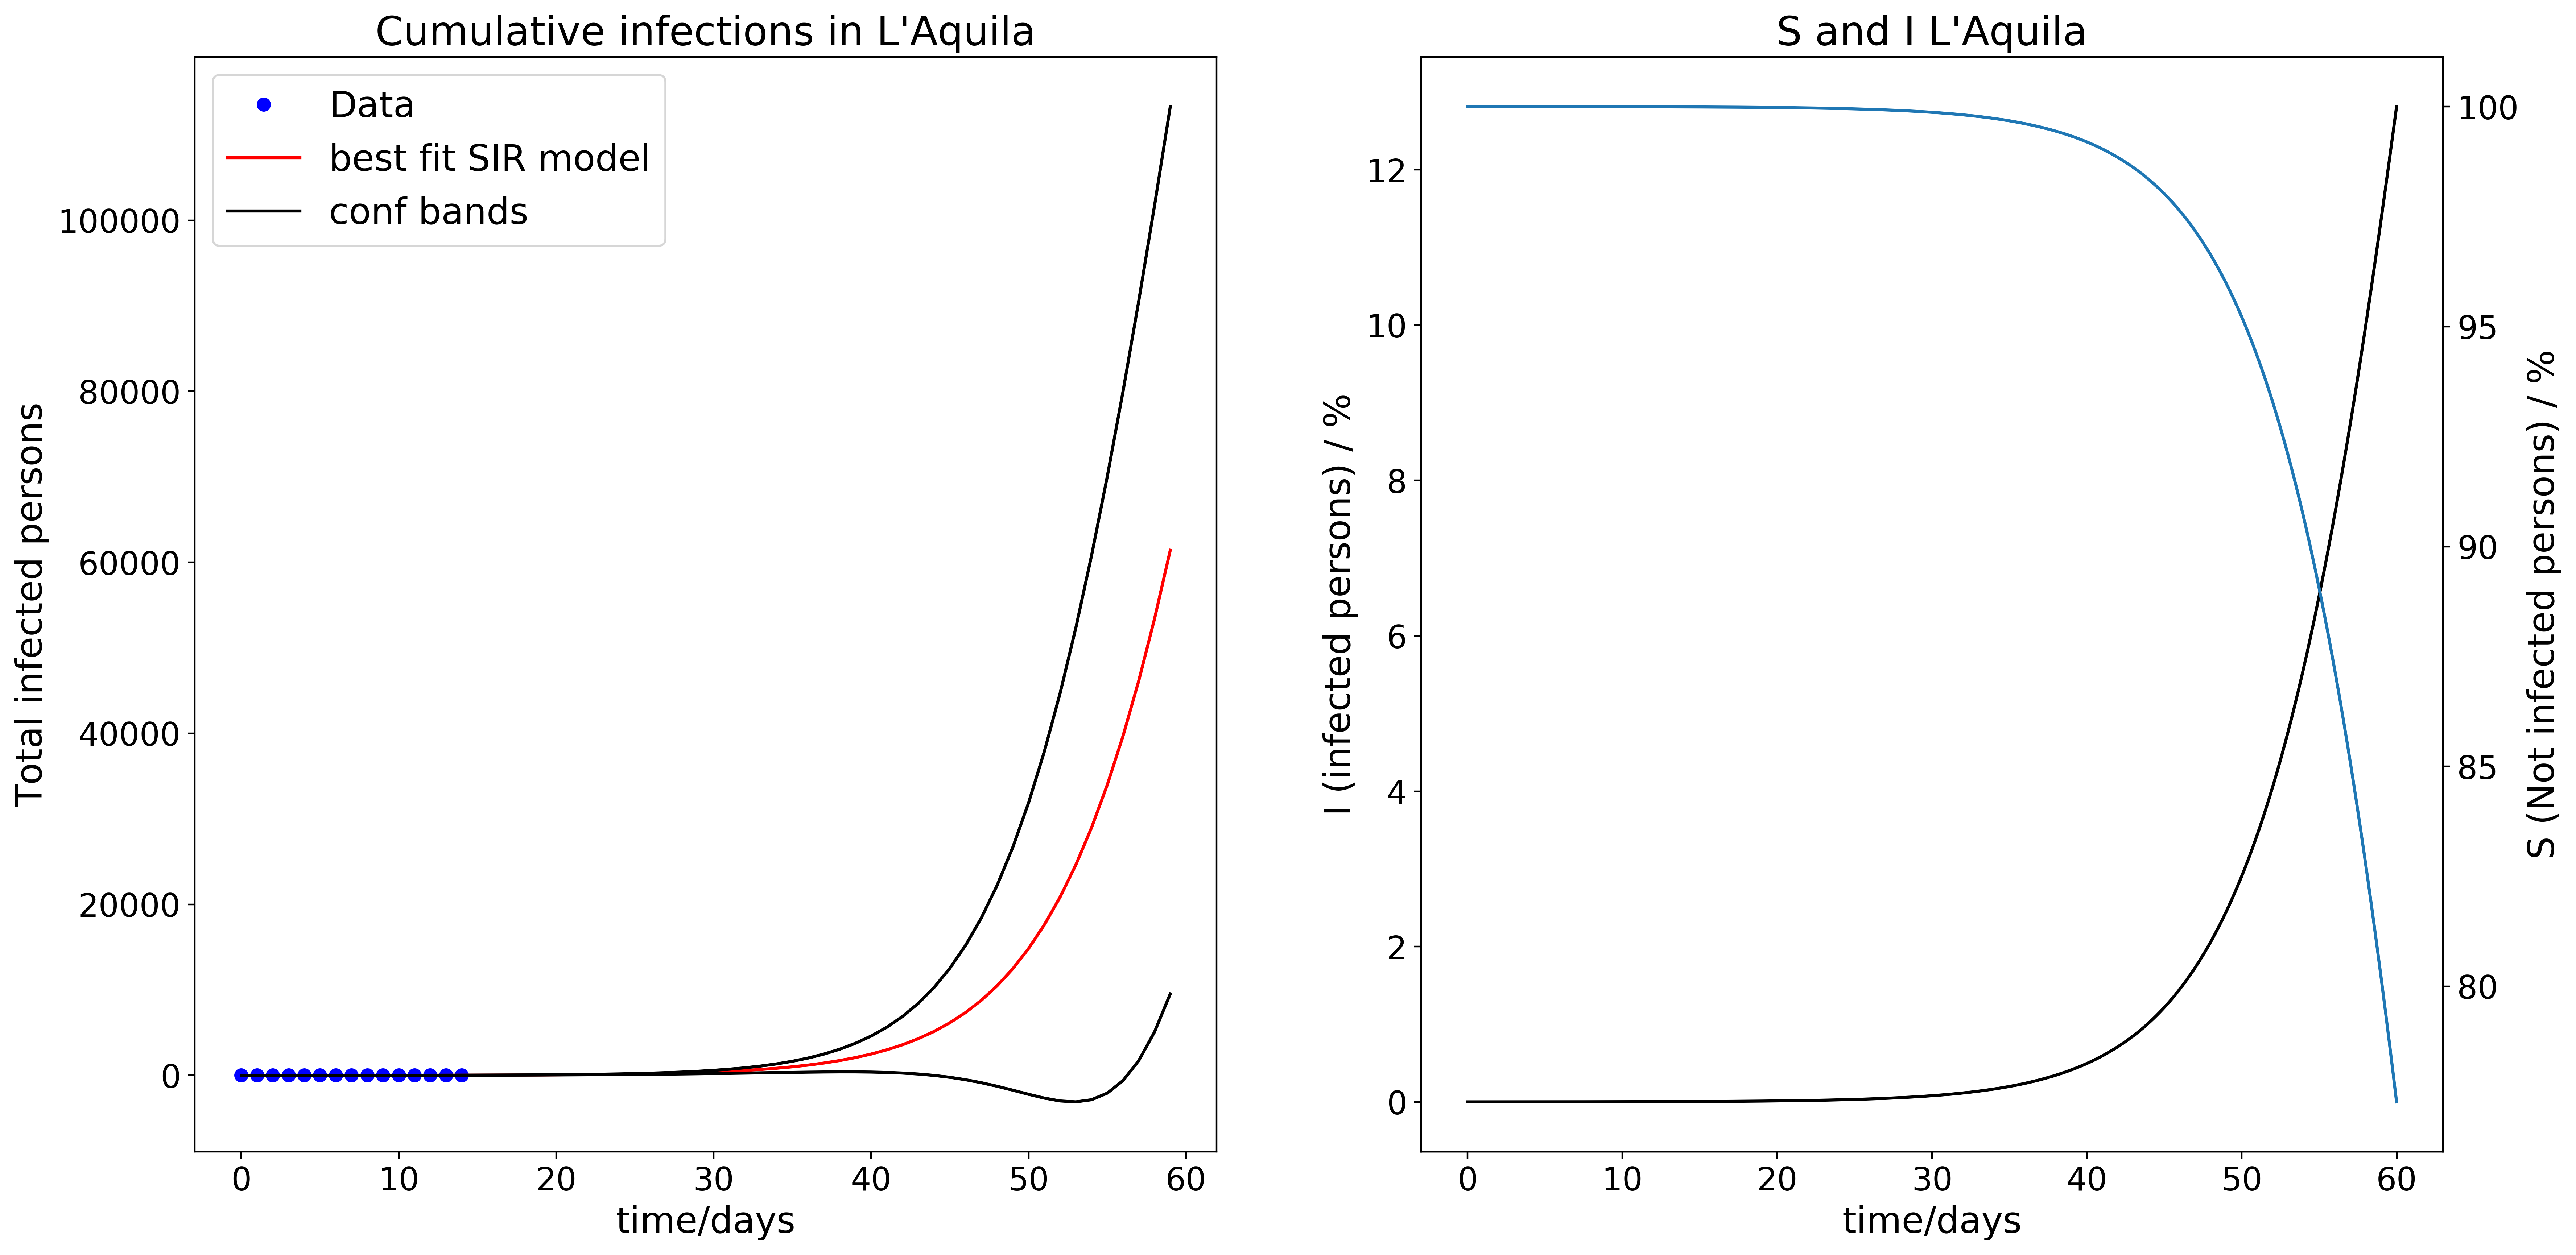 Cumulative infections in L'Aquila
Data
best fit SIR model
conf bands
Total infected persons
100000
80000
60000
40000
20000
0
0 10 20 30 40 50 60
time/days
S and I L'Aquila
I (infected persons) / %
12
10
8
6
4
2
0
100
95
90
85
80
S (Not infected persons) / %
0 10 20 30 40 50 60
time/days